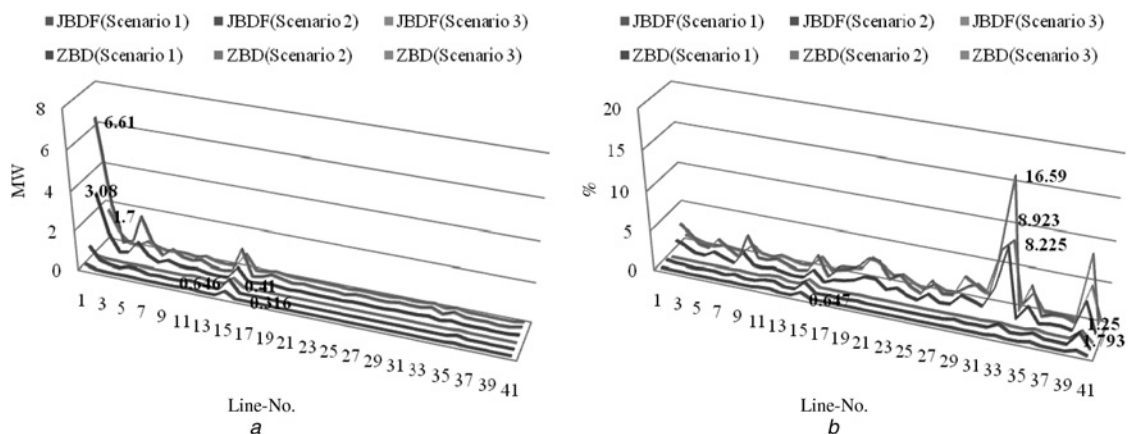 JBDF(Scenario 1) JBDF(Scenario 2) JBDF(Scenario 3)
ZBD(Scenario 1) ZBD(Scenario 2) ZBD(Scenario 3)
8
6
4
2
0
MW
6.61
3.08
1.7
0.646
0.41
0.316
1 3 5 7 9 11 13 15 17 19 21 23 25 27 29 31 33 35 37 39 41
Line-No.
a
JBDF(Scenario 1) JBDF(Scenario 2) JBDF(Scenario 3)
ZBD(Scenario 1) ZBD(Scenario 2) ZBD(Scenario 3)
20
15
10
5
0
%
16.59
8.923
8.225
0.647
1.25
1.793
1 3 5 7 9 11 13 15 17 19 21 23 25 27 29 31 33 35 37 39 41
Line-No.
b